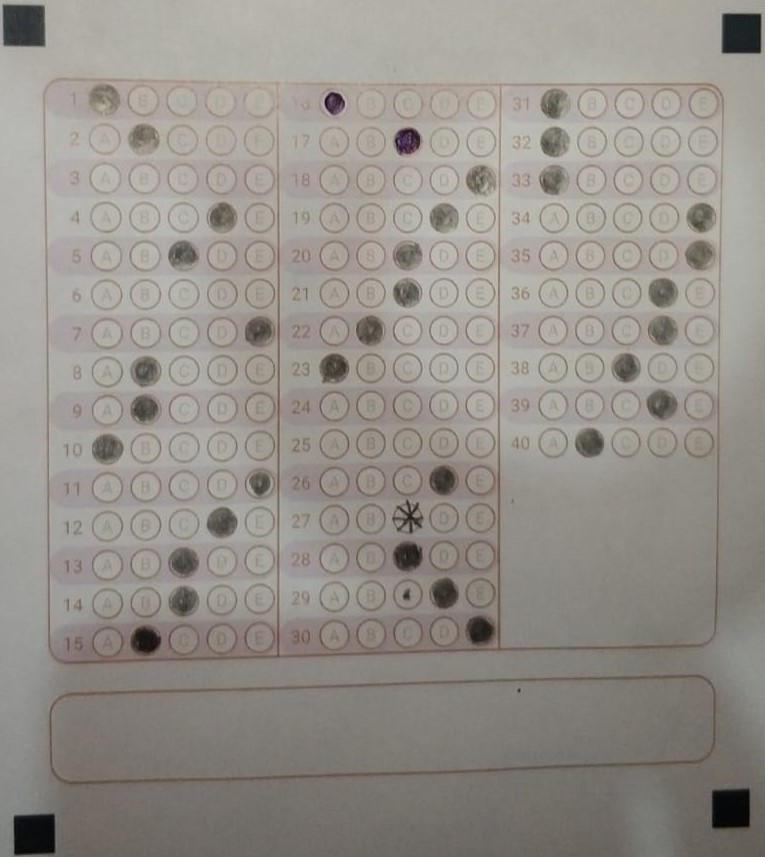 1 B C D E
2 A C D E
3 A B C D E
4 A B C E
5 A B D E
6 A B C D E
7 A B C D
8 A C D E
9 A C D E
10 B C D E
11 A B C D
12 A B C E
13 A B D E
14 A B D E
15 A C D E
16 B C D E
17 A B D E
18 A B C D
19 A B C E
20 A B D E
21 A B D E
22 A C D E
23 B C D E
24 A B C D E
25 A B C D E
26 A B C E
27 A B D E
28 A B D E
29 A B E
30 A B C D
31 B C D E
32 B C D E
33 B C D E
34 A B C D
35 A B C D
36 A B C E
37 A B C E
38 A B D E
39 A B C E
40 A C D E